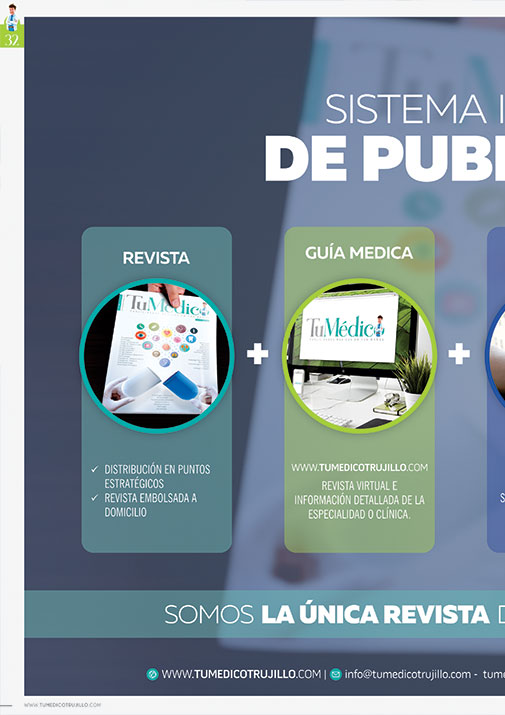 32
SISTEMA I
DE PUB
REVISTA
GUÍA MEDICA
TuMédico
TuMédico
+
+
✓ DISTRIBUCIÓN EN PUNTOS
ESTRATÉGICOS
✓ REVISTA EMBOLSADA A
DOMICILIO
WWW.TUMEDICOTRUJILLO.COM
REVISTA VIRTUAL E
INFORMACIÓN DETALLADA DE LA
ESPECIALIDAD O CLÍNICA.
S
SOMOS LA ÚNICA REVISTA D
WWW.TUMEDICOTRUJILLO.COM | info@tumedicotrujillo.com - tume
WWW.TUMEDICOTRUJILLO.COM